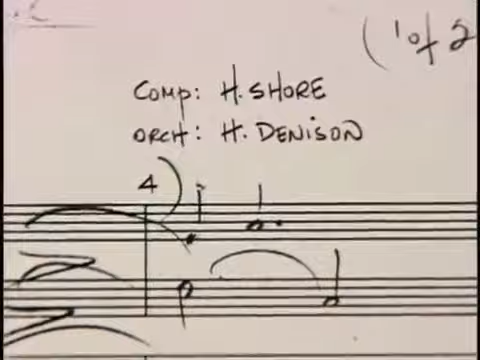 (1 of 2
COMP: H. SHORE
ORCH: H. DENISON
4